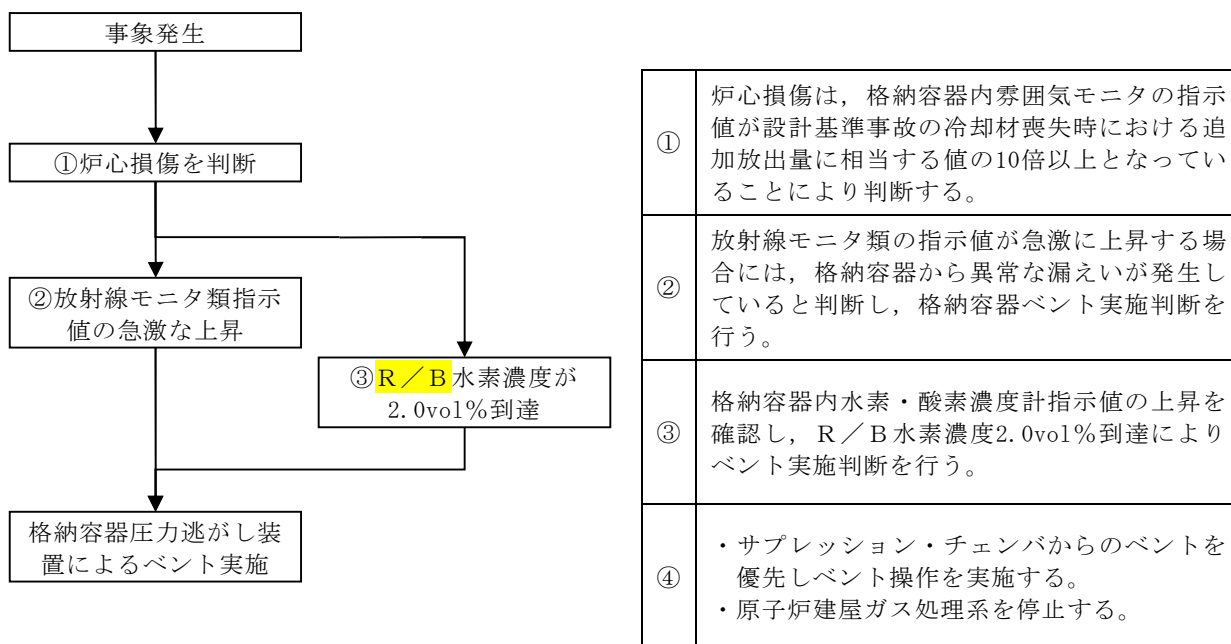 事象発生
①炉心損傷を判断
②放射線モニタ類指示
値の急激な上昇
③R/B水素濃度が
2.0vol%到達
格納容器圧力逃がし装
置によるベント実施
①
炉心損傷は,格納容器内雰囲気モニタの指示
値が設計基準事故の冷却材喪失時における追
加放出量に相当する値の10倍以上となってい
ることにより判断する。
②
放射線モニタ類の指示値が急激に上昇する場
合には,格納容器から異常な漏えいが発生し
ていると判断し,格納容器ベント実施判断を
行う。
③
格納容器内水素・酸素濃度計指示値の上昇を
確認し,R/B水素濃度2.0vol%到達により
ベント実施判断を行う。
④
・サプレッション・チェンバからのベントを
優先しベント操作を実施する。
・原子炉建屋ガス処理系を停止する。